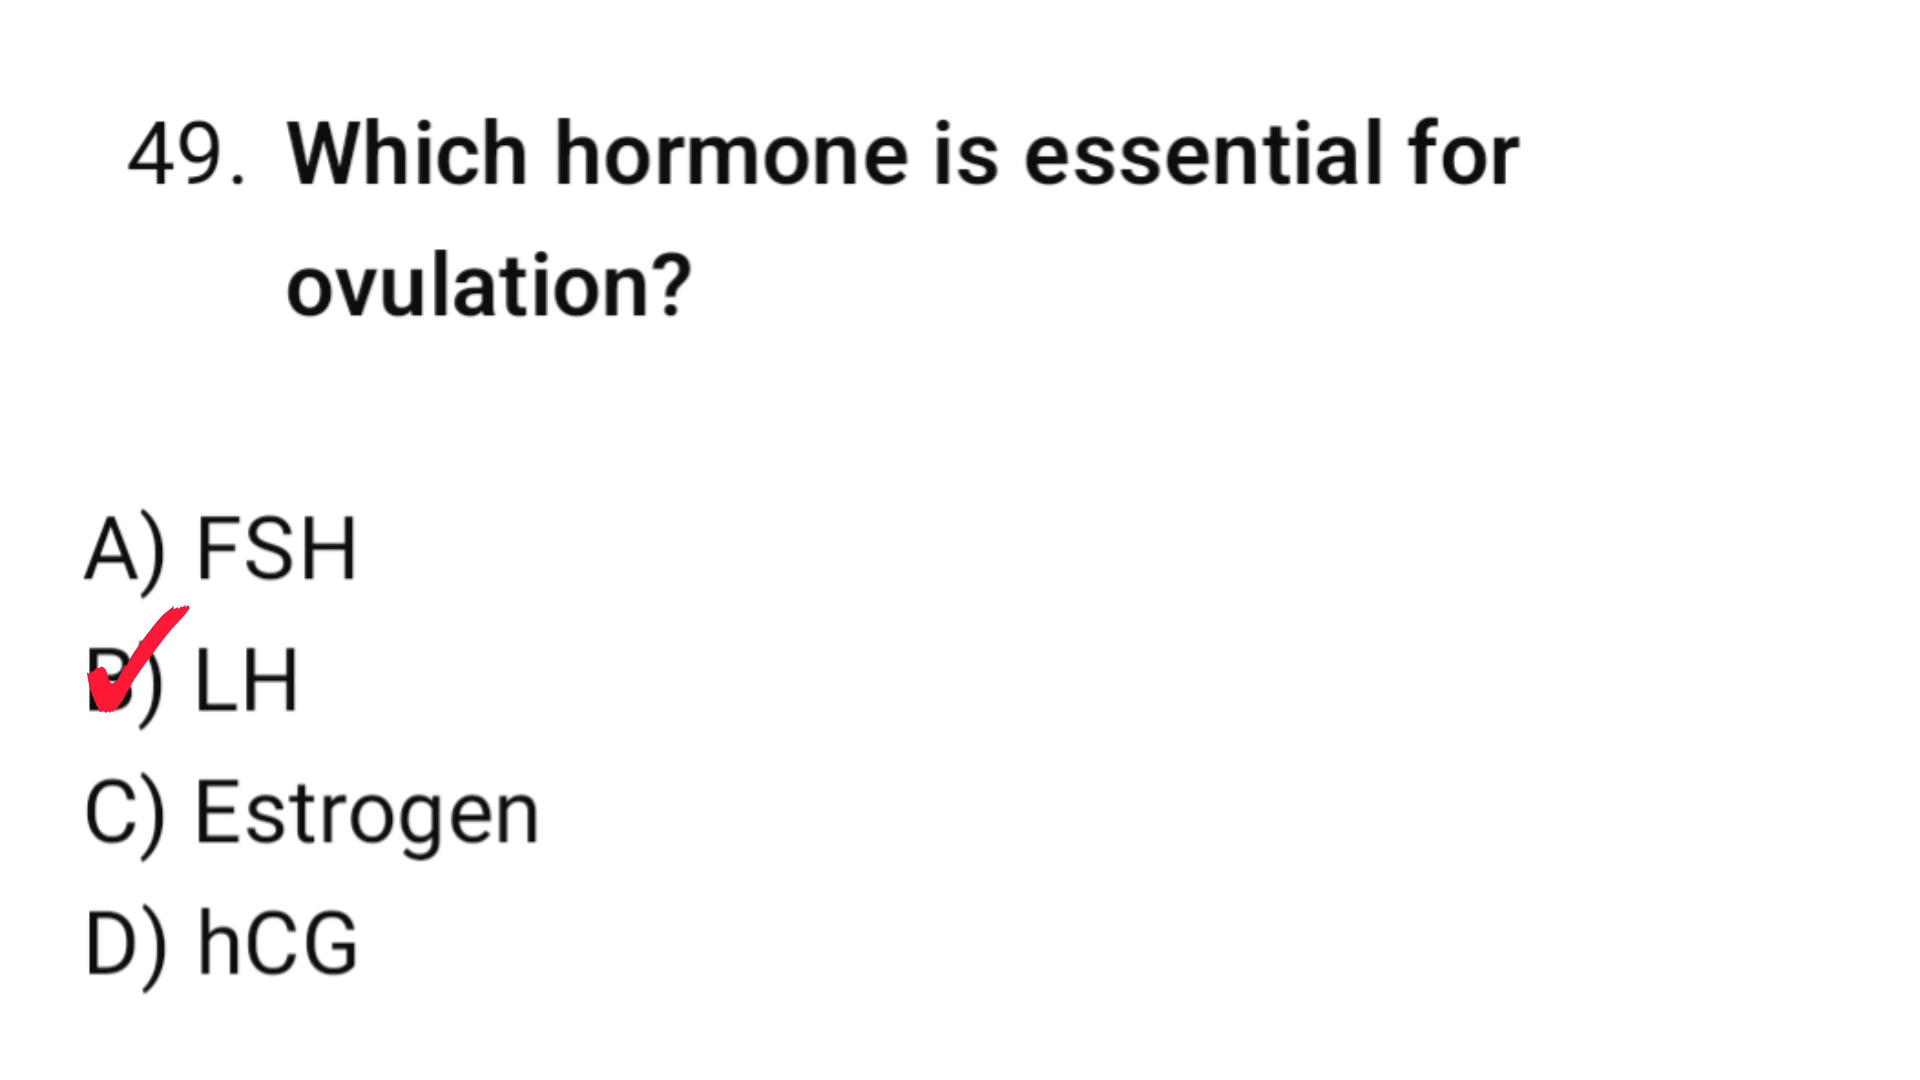 49. Which hormone is essential for
ovulation?
A) FSH
B) LH
C) Estrogen
D) hCG